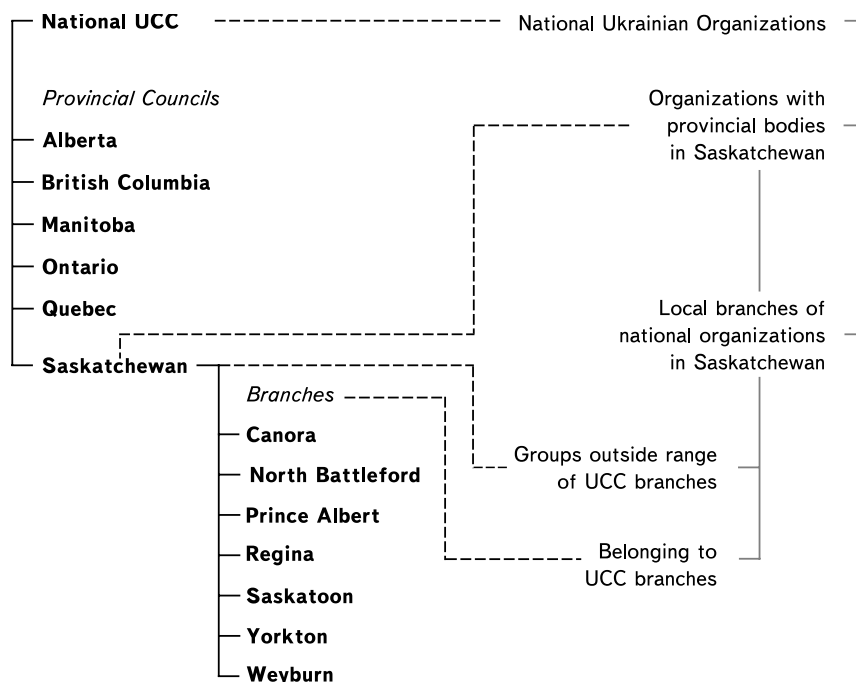 National UCC
National Ukrainian Organizations
Provincial Councils
Organizations with
provincial bodies
in Saskatchewan
Alberta
British Columbia
Manitoba
Ontario
Quebec
Local branches of
national organizations
in Saskatchewan
Saskatchewan
Branches
Canora
North Battleford
Prince Albert
Regina
Saskatoon
Yorkton
Weyburn
Groups outside range
of UCC branches
Belonging to
UCC branches